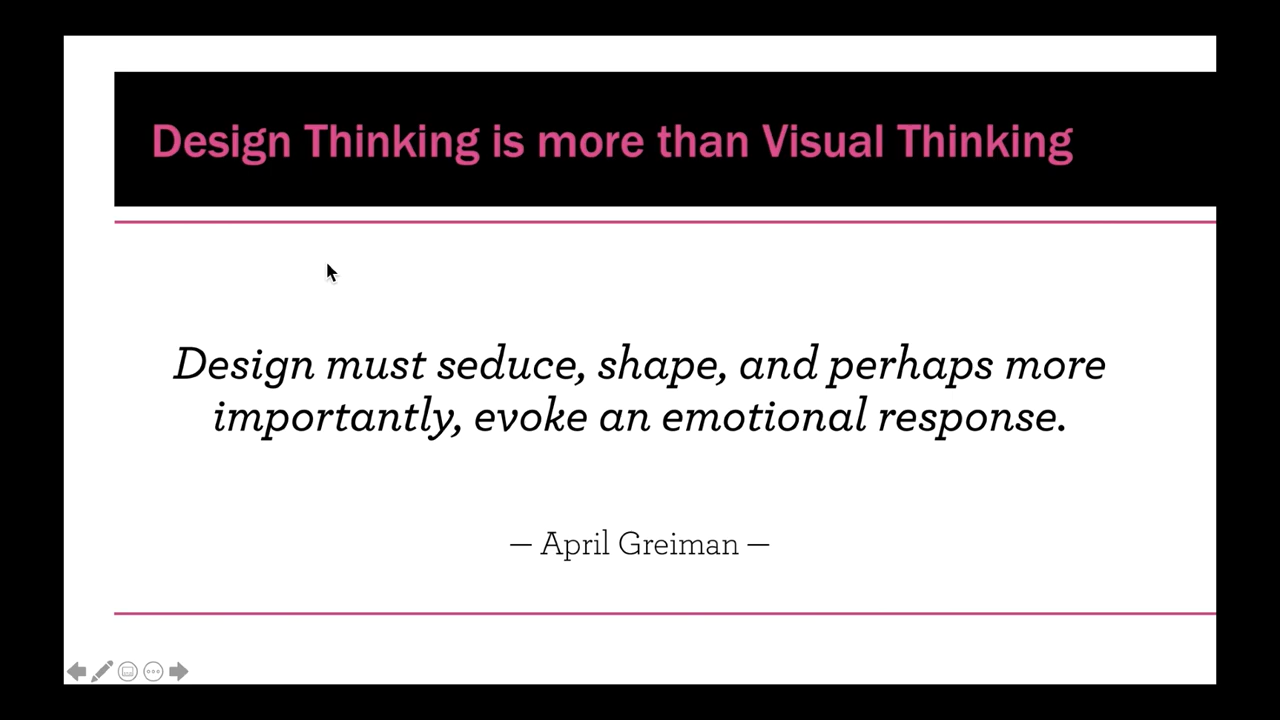 Design Thinking is more than Visual Thinking
Design must seduce, shape, and perhaps more
importantly, evoke an emotional response.
— April Greiman —